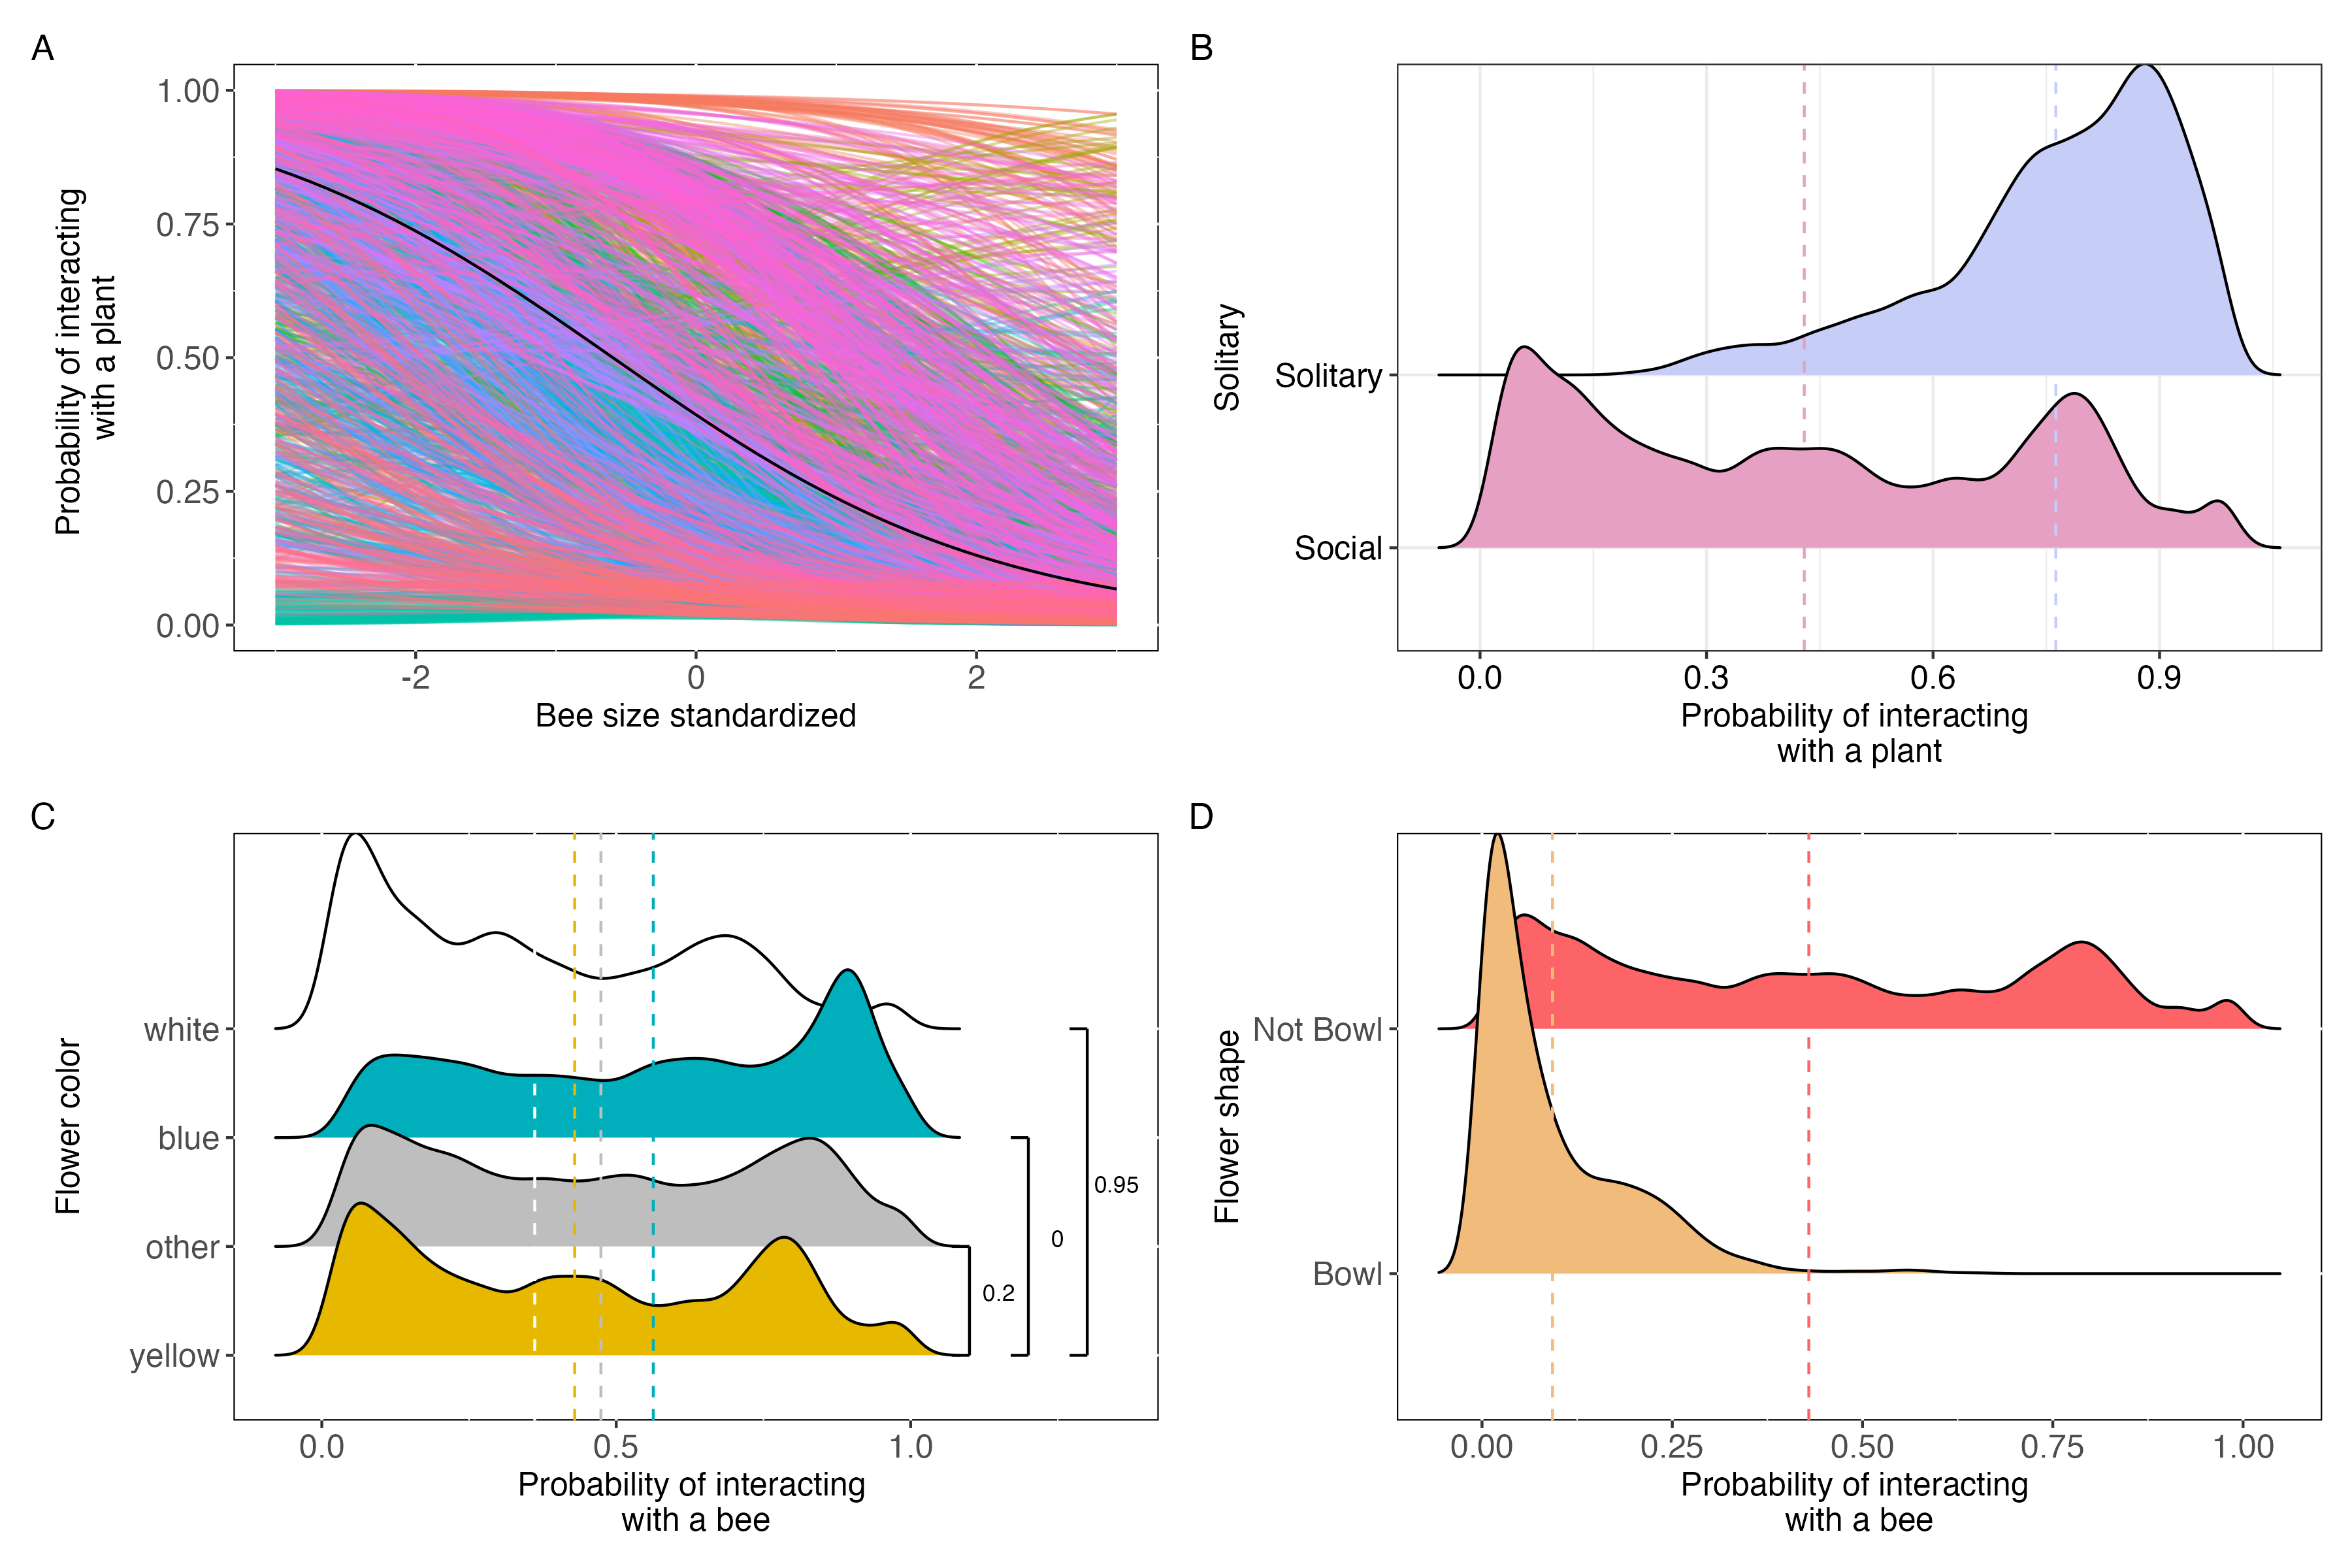 A
1.00
0.75
0.50
0.25
0.00
Probability of interacting
with a plant
-2
0
2
Bee size standardized
B
Solitary
Solitary
Social
0.0
0.3
0.6
0.9
Probability of interacting
with a plant
C
Flower color
white
blue
other
yellow
0.95
0
0.2
0.0
0.5
1.0
Probability of interacting
with a bee
D
Flower shape
Not Bowl
Bowl
0.00
0.25
0.50
0.75
1.00
Probability of interacting
with a bee